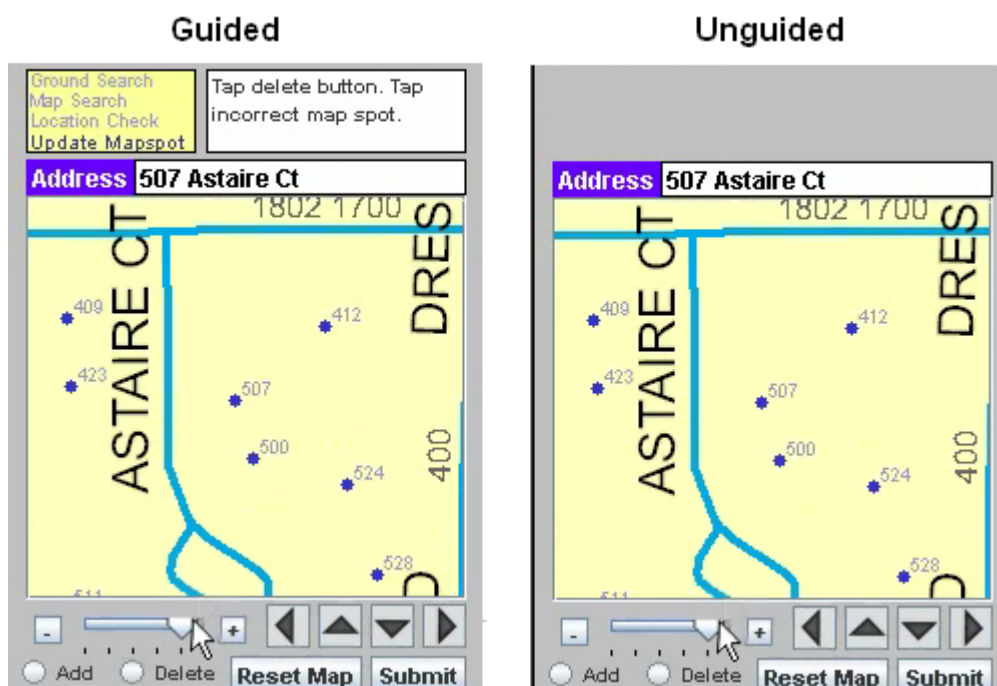 Guided
Ground Search
Map Search
Location Check
Update Mapspot
Tap delete button. Tap
incorrect map spot.
Address 507 Astaire Ct
1802 1700
ASTAIRE CT
DRES
409
412
423
507
500
400
524
528
511
D
- +
Add Delete Reset Map Submit
Unguided
Address 507 Astaire Ct
1802 1700
ASTAIRE CT
DRES
409
412
423
507
500
400
524
528
511
D
- +
Add Delete Reset Map Submit